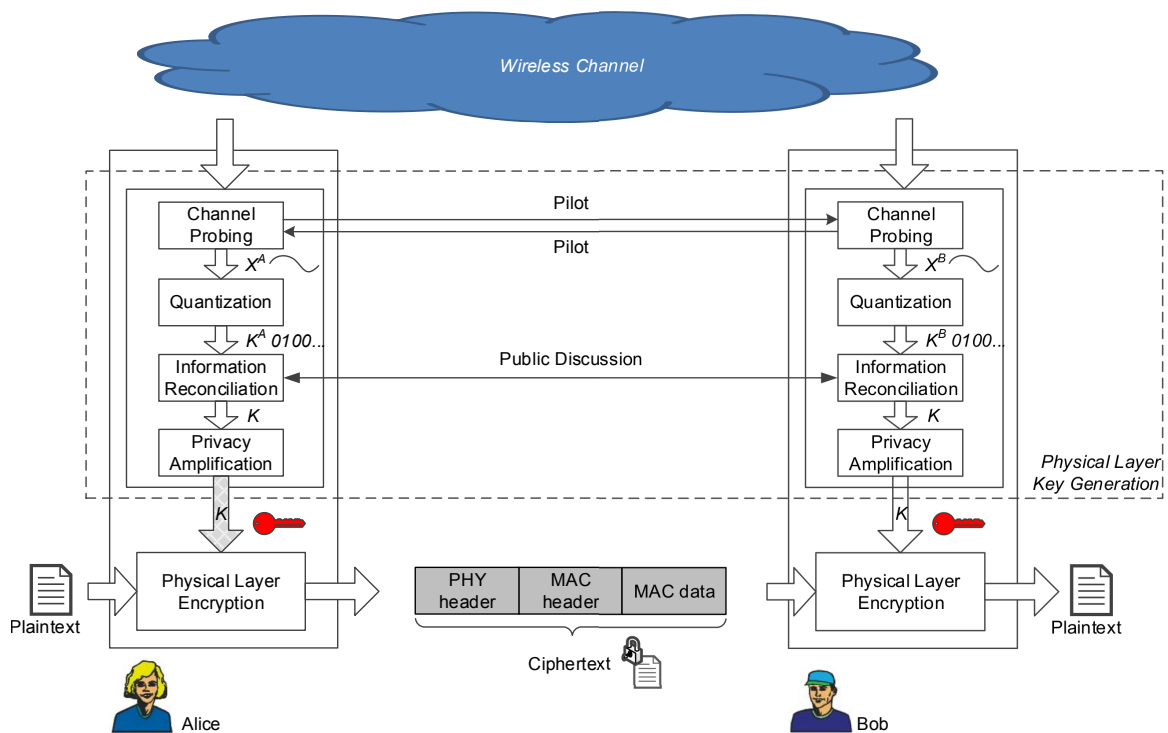 Wireless Channel
Pilot
Pilot
Channel
Probing
X^A
Quantization
K^A 0100...
Information
Reconciliation
K
Privacy
Amplification
K
Public Discussion
Channel
Probing
X^B
Quantization
K^B 0100...
Information
Reconciliation
K
Privacy
Amplification
K
Physical Layer
Key Generation
Plaintext
Physical Layer
Encryption
PHY
header
MAC
header
MAC data
Ciphertext
Physical Layer
Encryption
Plaintext
Alice
Bob